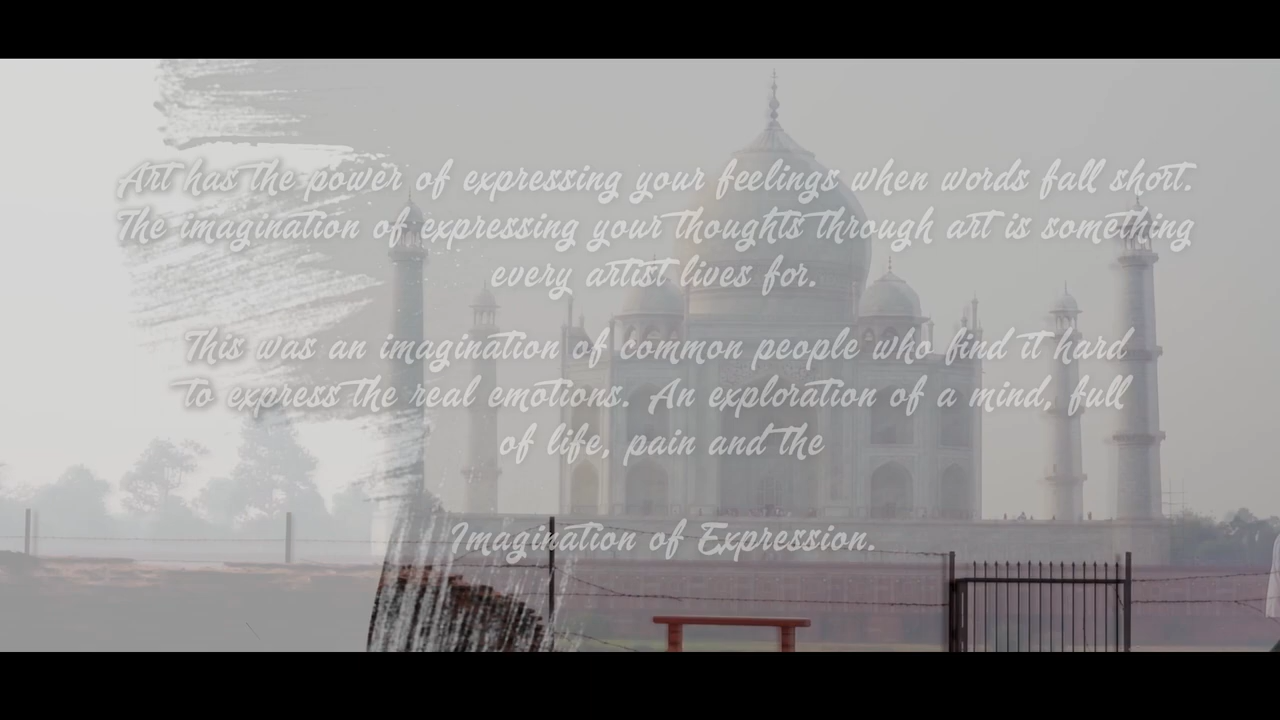 Art has the power of expressing your feelings when words fall short.
The imagination of expressing your thoughts through art is something
every artist lives for.
This was an imagination of common people who find it hard
to express the real emotions. An exploration of a mind, full
of life, pain and the
Imagination of Expression.